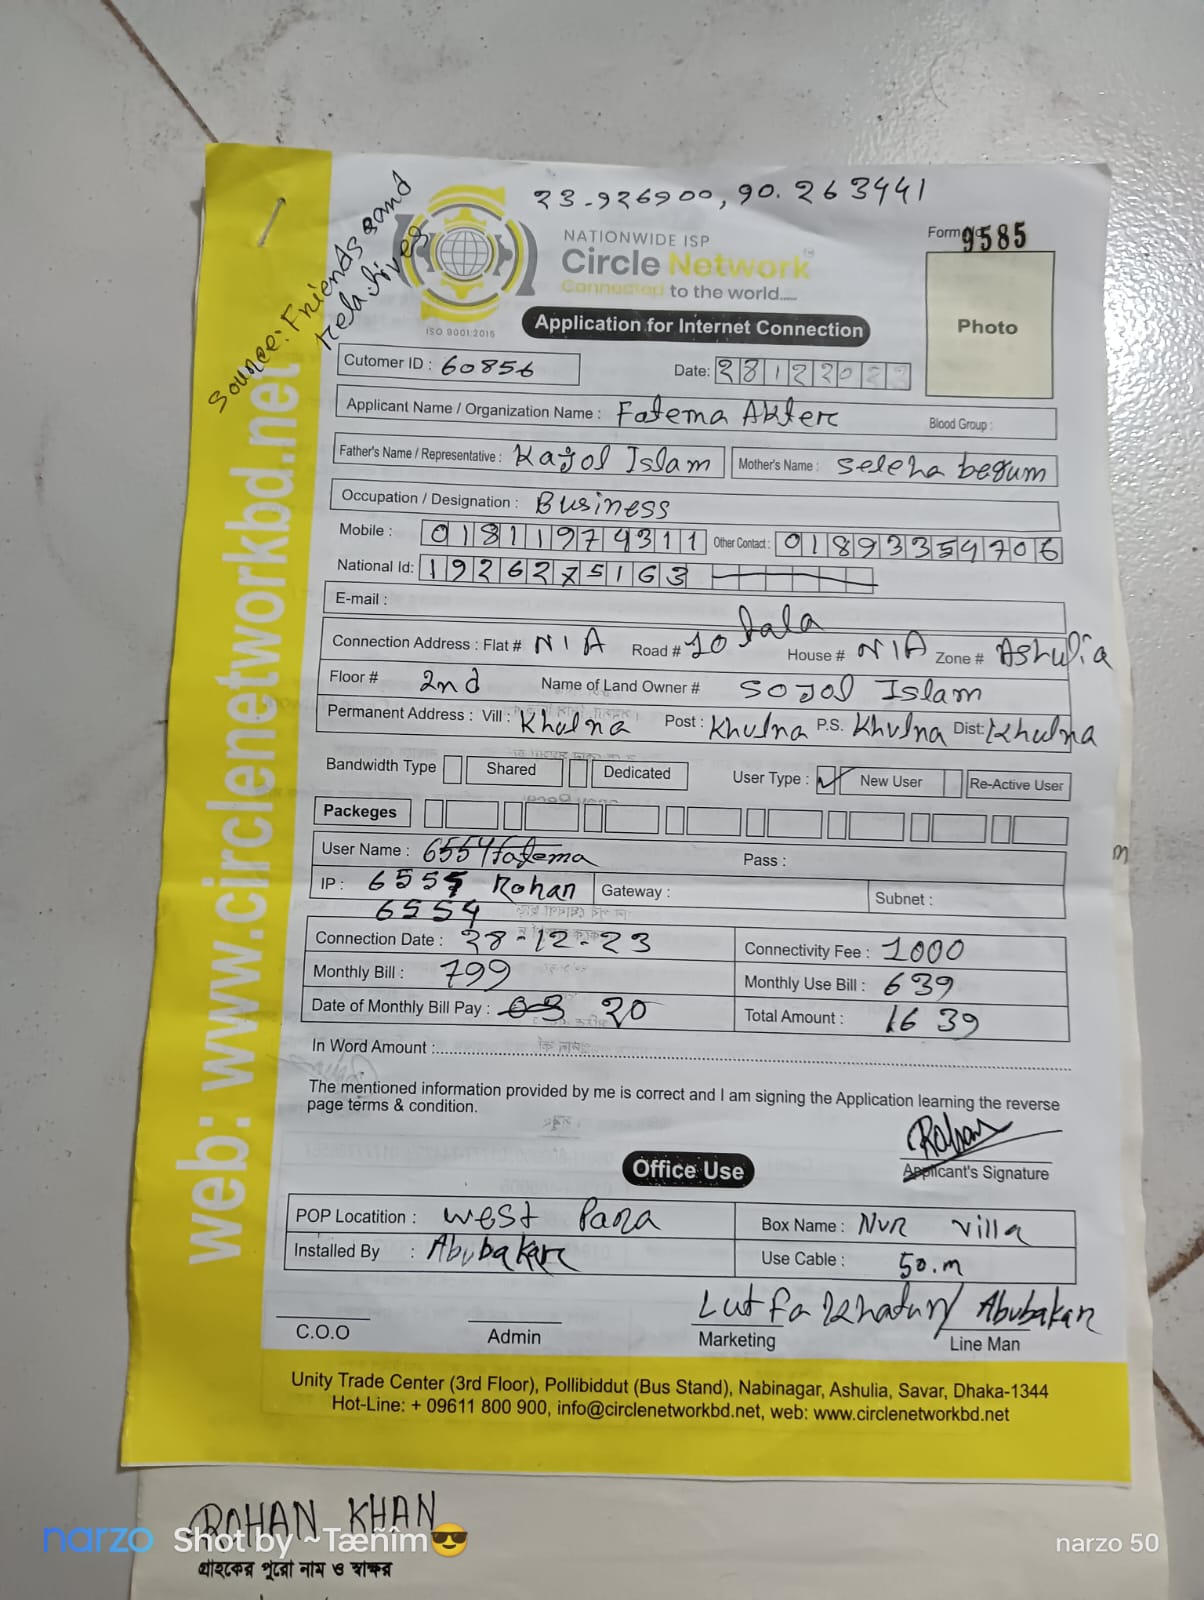 23.926900, 90.263441
Source: Friends and
relatives
NATIONWIDE ISP
Circle Network
Connected to the world.....
ISO 9001:2015
Form No 9585
Photo
Application for Internet Connection
Cutomer ID : 60856
Date: 28122023
Applicant Name / Organization Name : Fatema Akter
Blood Group :
Father's Name / Representative : Kajol Islam Mother's Name : Seleha begum
Occupation / Designation : Business
Mobile : 01811974311 Other Contact : 01893354706
National Id: 1926275163
E-mail :
Connection Address : Flat # N/A Road # 10 tala House # N/A Zone # Ashulia
Floor # 2nd Name of Land Owner # Sojol Islam
Permanent Address : Vill : Khulna Post : Khulna P.S. Khulna Dist: Khulna
Bandwidth Type Shared Dedicated User Type : ✓ New User Re-Active User
Packeges
User Name : 6554fatema Pass :
IP : 6554 Rohan Gateway : Subnet :
6554
Connection Date : 28-12-23 Connectivity Fee : 1000
Monthly Bill : 799 Monthly Use Bill : 639
Date of Monthly Bill Pay : 03 20 Total Amount : 1639
In Word Amount :
The mentioned information provided by me is correct and I am signing the Application learning the reverse
page terms & condition.
Rohan
Applicant's Signature
Office Use
POP Locatition : West Para Box Name : Nur villa
Installed By : Abubakar Use Cable : 50.m
Lutfa Khatun / Abubakar
C.O.O Admin Marketing Line Man
Unity Trade Center (3rd Floor), Pollibiddut (Bus Stand), Nabinagar, Ashulia, Savar, Dhaka-1344
Hot-Line: + 09611 800 900, info@circlenetworkbd.net, web: www.circlenetworkbd.net
web: www.circlenetworkbd.net
ROHAN KHAN
narzo Shot by ~Tæñîm😎 narzo 50
গ্রাহকের পুরো নাম ও স্বাক্ষর